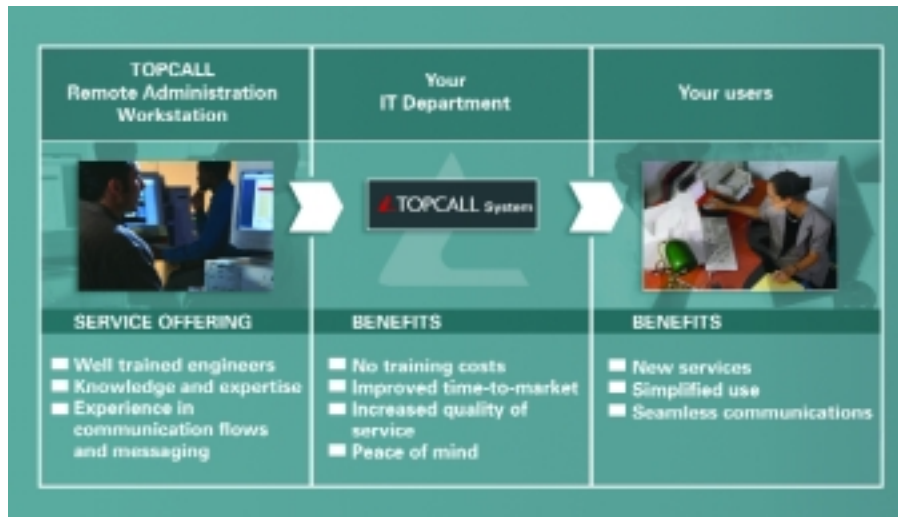 TOPCALL
Remote Administration
Workstation
Your
IT Department
Your users
TOPCALL System
SERVICE OFFERING
Well trained engineers
Knowledge and expertise
Experience in
communication flows
and messaging
BENEFITS
No training costs
Improved time-to-market
Increased quality of
service
Peace of mind
BENEFITS
New services
Simplified use
Seamless communications